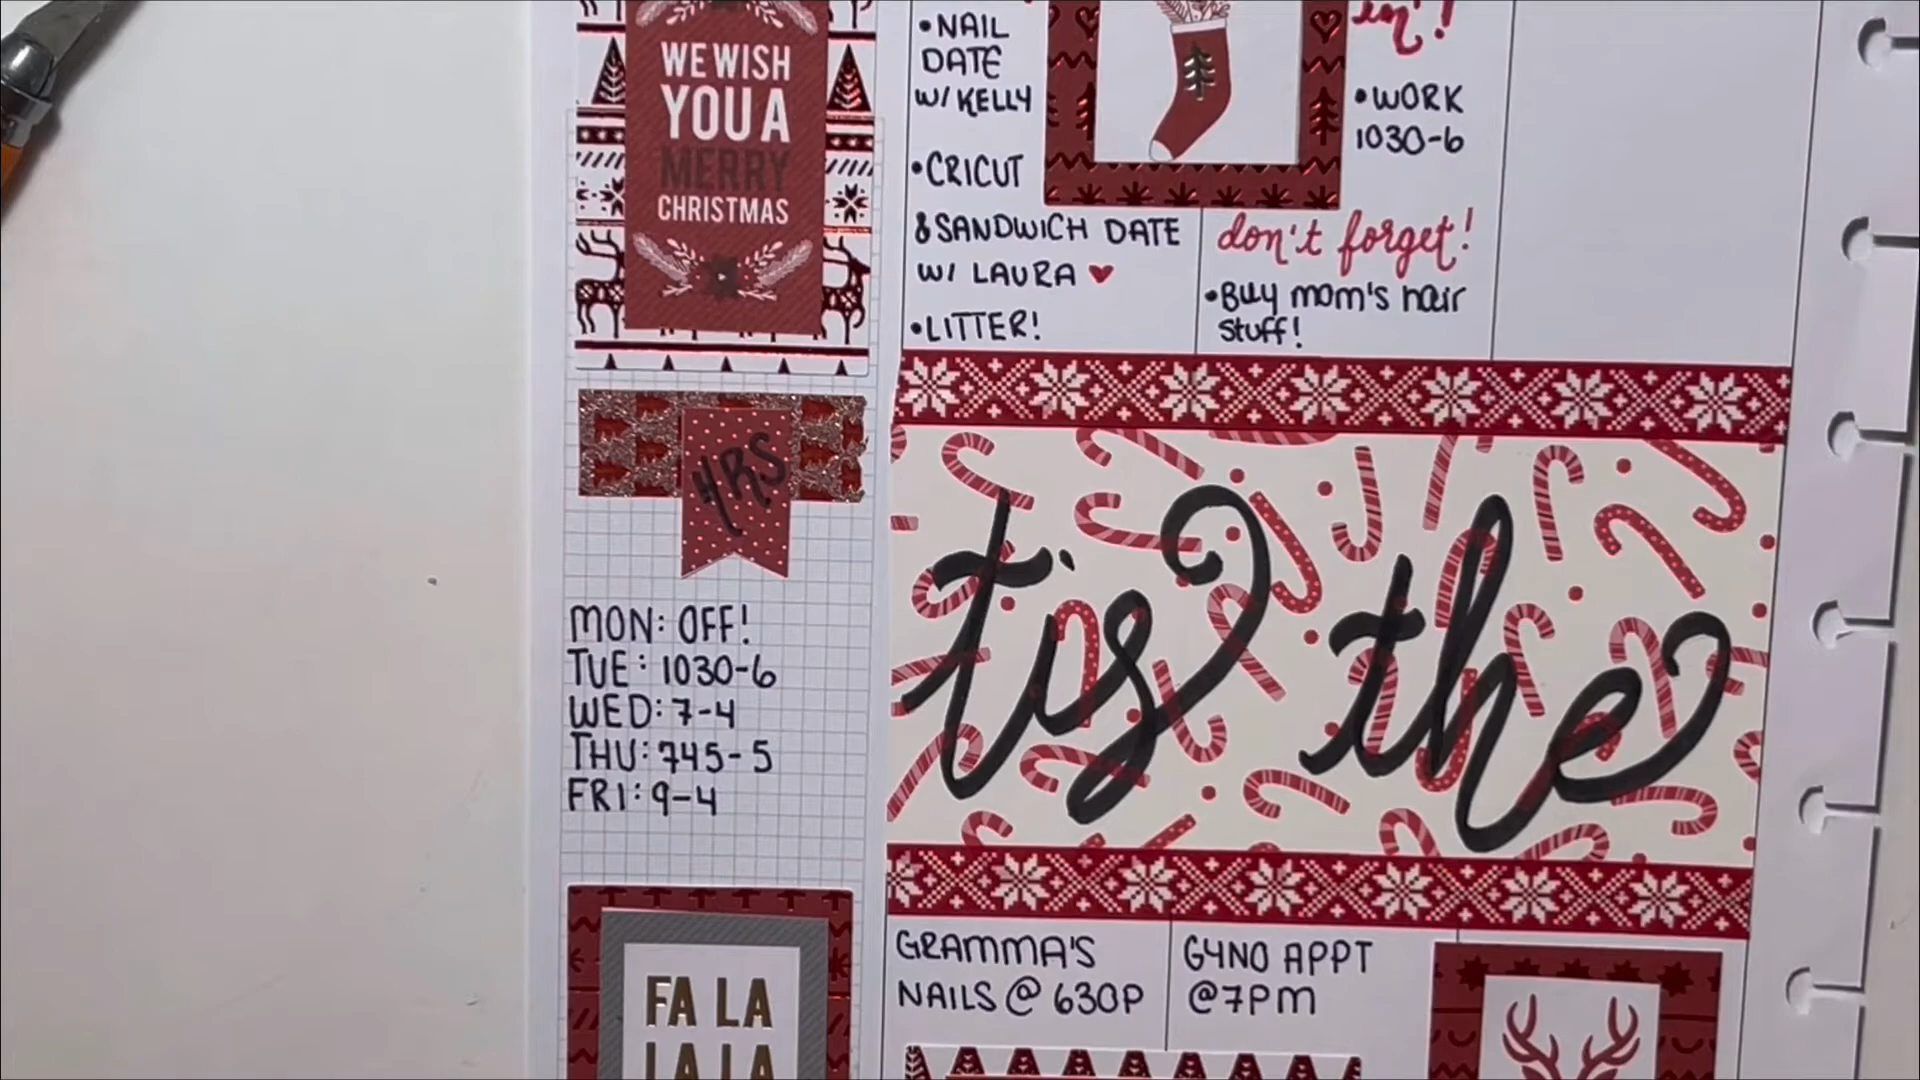 WE WISH
YOU A
MERRY
CHRISTMAS
HRS
MON: OFF!
TUE: 1030-6
WED: 7-4
THU: 745-5
FRI: 9-4
FA LA
LA LA
•NAIL
DATE
W/ KELLY
•CRICUT
&SANDWICH DATE
W/ LAURA ♥
•LITTER!
in'!
•WORK
1030-6
don't forget!
•Buy mom's hair
stuff!
tis the
GRAMMA'S
NAILS @ 630P
GYNO APPT
@7PM